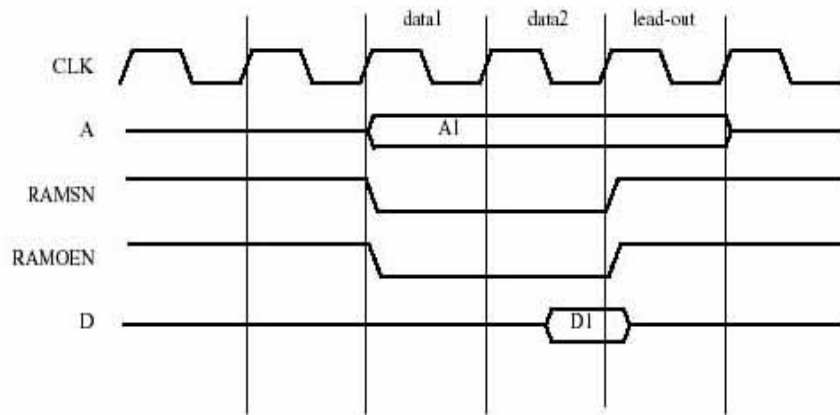 data1 data2 lead-out
CLK
A A1
RAMSN
RAMOEN
D D1